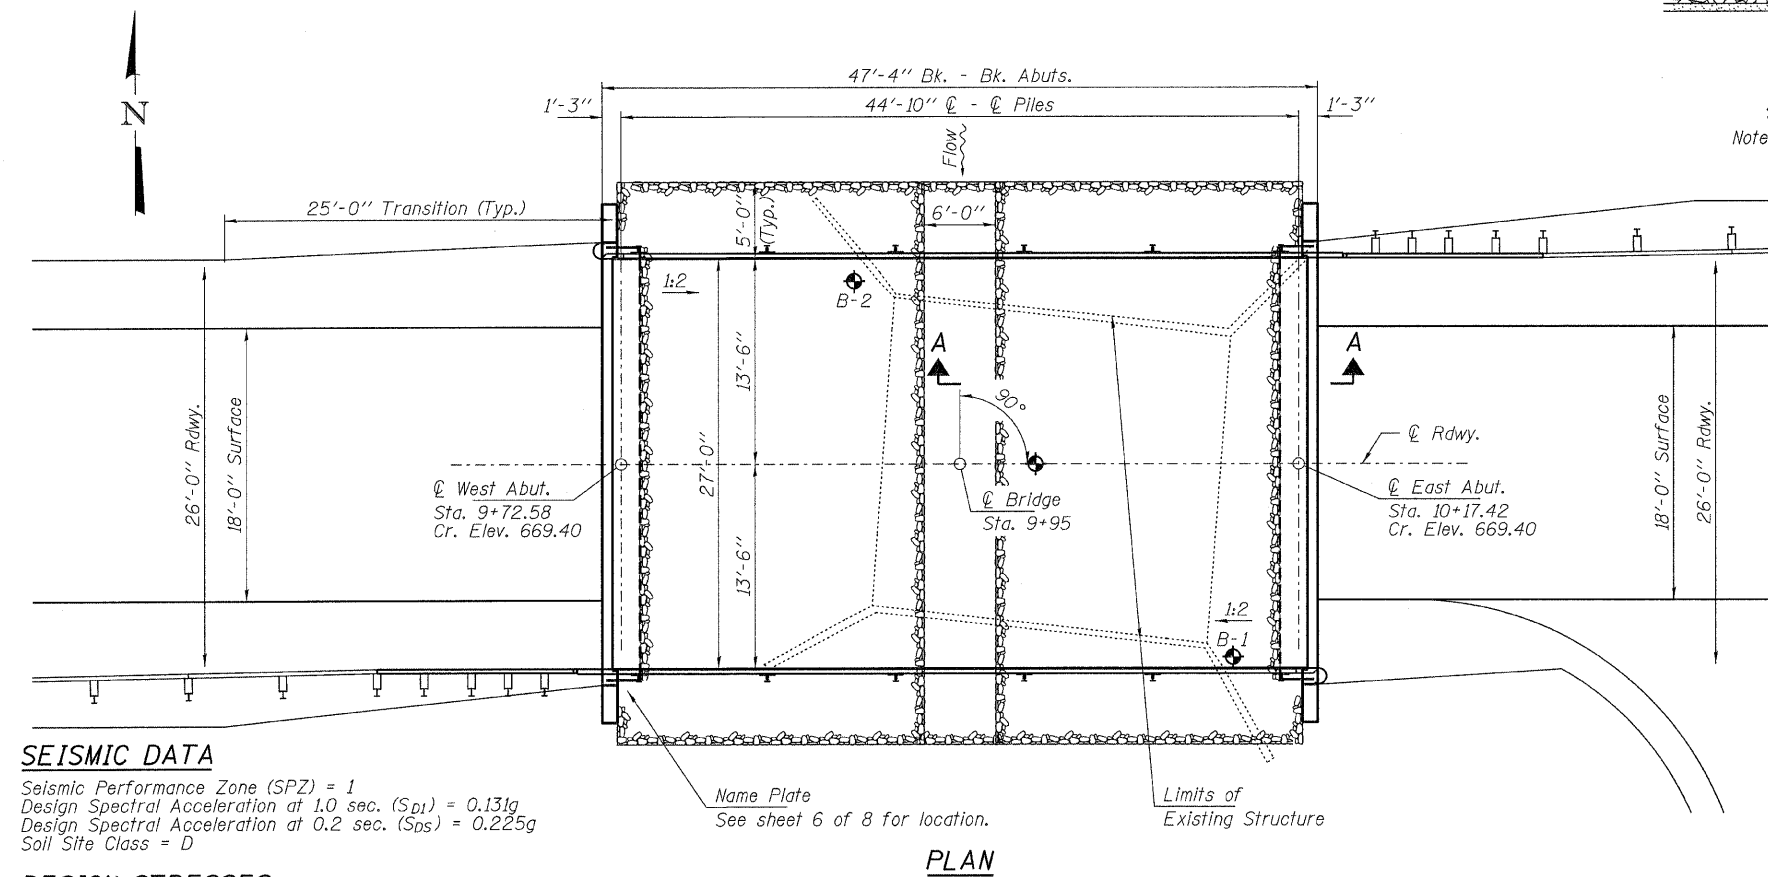 N
47'-4" Bk. - Bk. Abuts.
1'-3"
44'-10" ℄ - ℄ Piles
1'-3"
Note
Flow
25'-0" Transition (Typ.)
5'-0"
(Typ.)
6'-0"
1:2
B-2
A
A
13'-6"
90°
26'-0" Rdwy.
18'-0" Surface
27'-0"
℄ Rdwy.
℄ West Abut.
Sta. 9+72.58
Cr. Elev. 669.40
℄ Bridge
Sta. 9+95
℄ East Abut.
Sta. 10+17.42
Cr. Elev. 669.40
18'-0" Surface
26'-0" Rdwy.
13'-6"
1:2
B-1
SEISMIC DATA
Seismic Performance Zone (SPZ) = 1
Design Spectral Acceleration at 1.0 sec. (SD1) = 0.131g
Design Spectral Acceleration at 0.2 sec. (SDS) = 0.225g
Soil Site Class = D
Name Plate
See sheet 6 of 8 for location.
Limits of
Existing Structure
PLAN